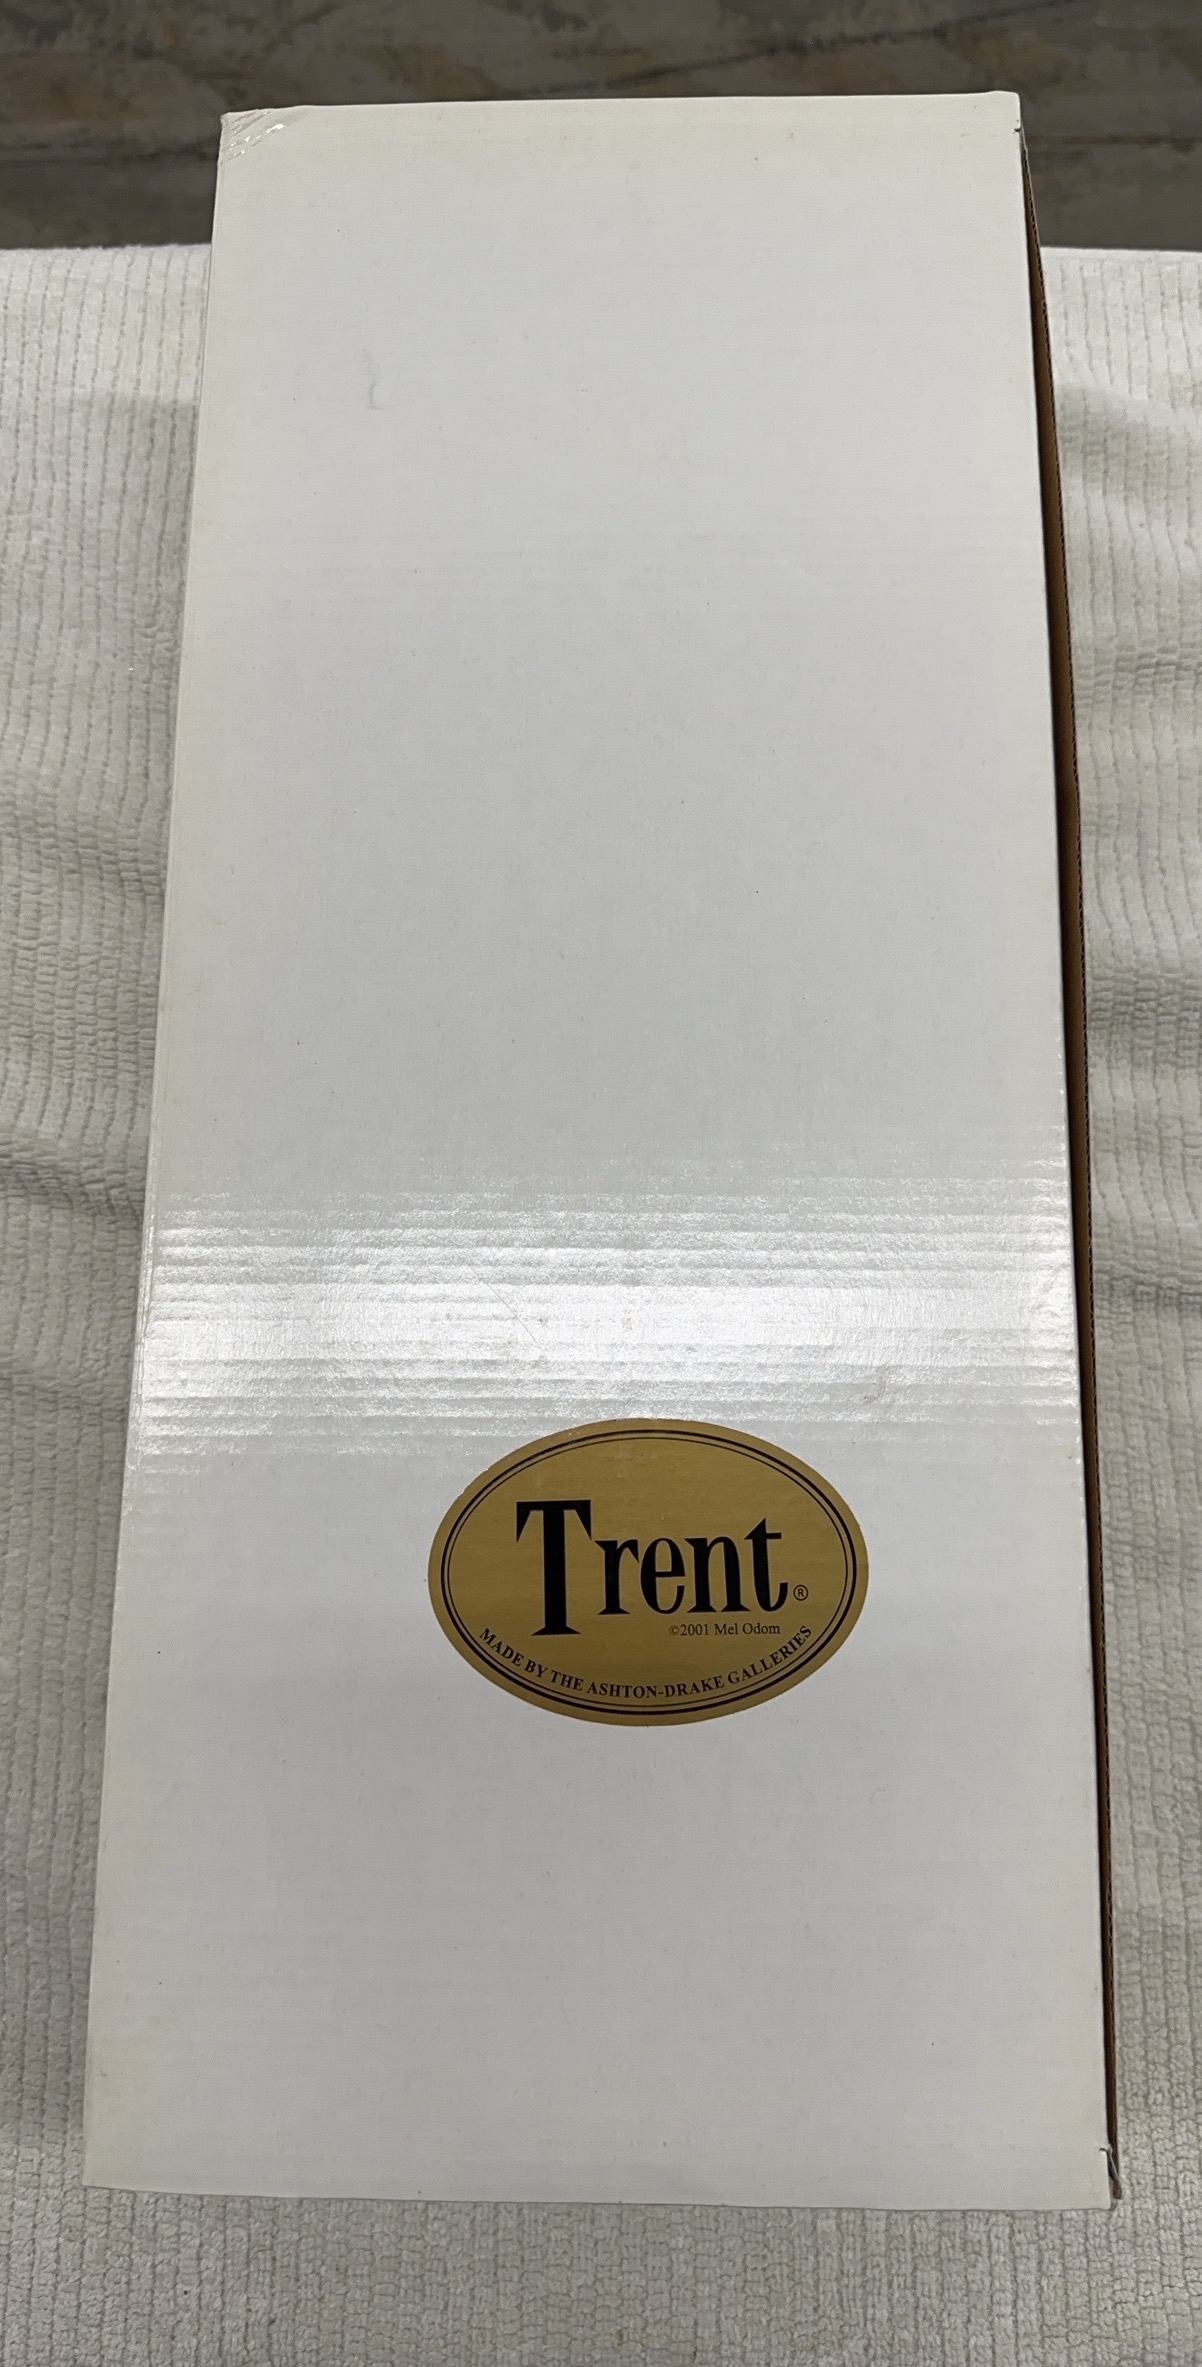 Trent®
©2001 Mel Odom
MADE BY THE ASHTON-DRAKE GALLERIES